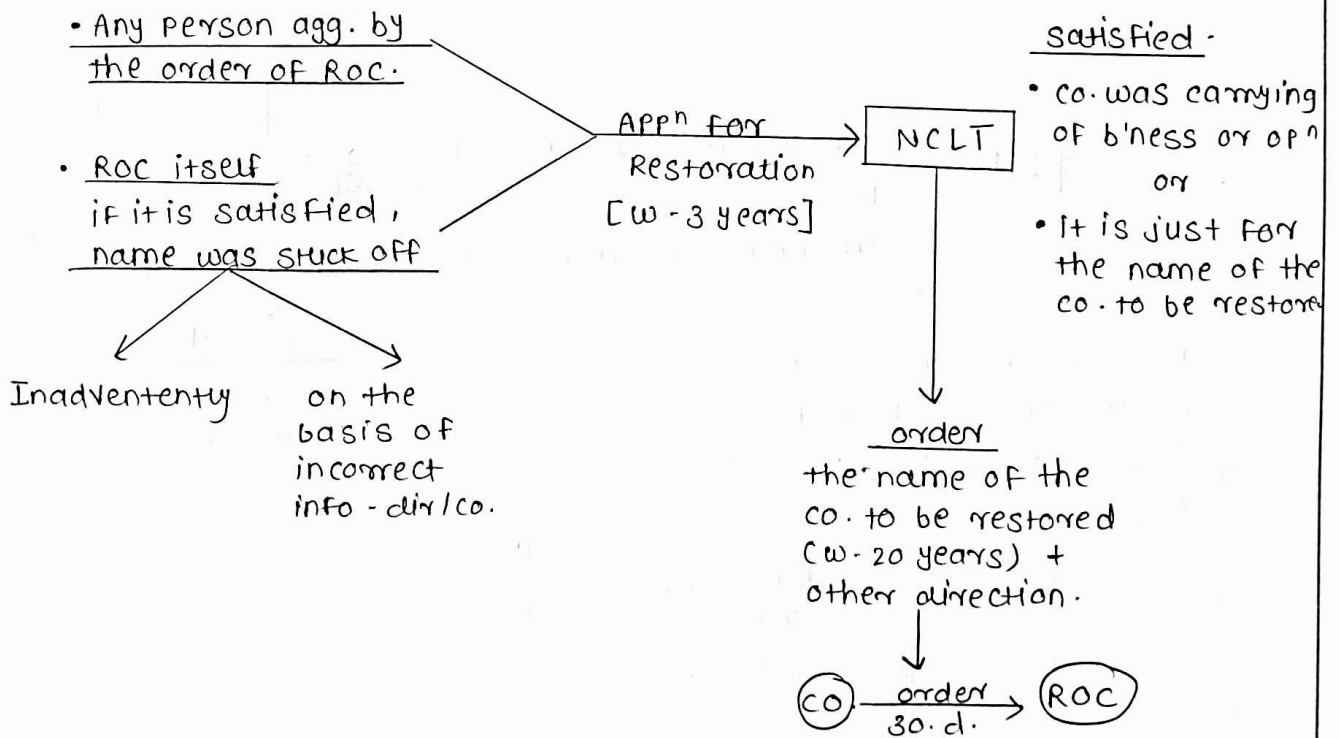 • Any person agg. by
the order of ROC.
• ROC itself
if it is satisfied,
name was stuck off
Inadventently
on the
basis of
incorrect
info - dir/co.
Appn for
Restoration
[w - 3 years]
NCLT
satisfied.
• co. was carrying
of b'ness or opn
or
• it is just for
the name of the
co. to be restore
order
the name of the
co. to be restored
(w - 20 years) +
other direction.
CO
order
30. d.
ROC